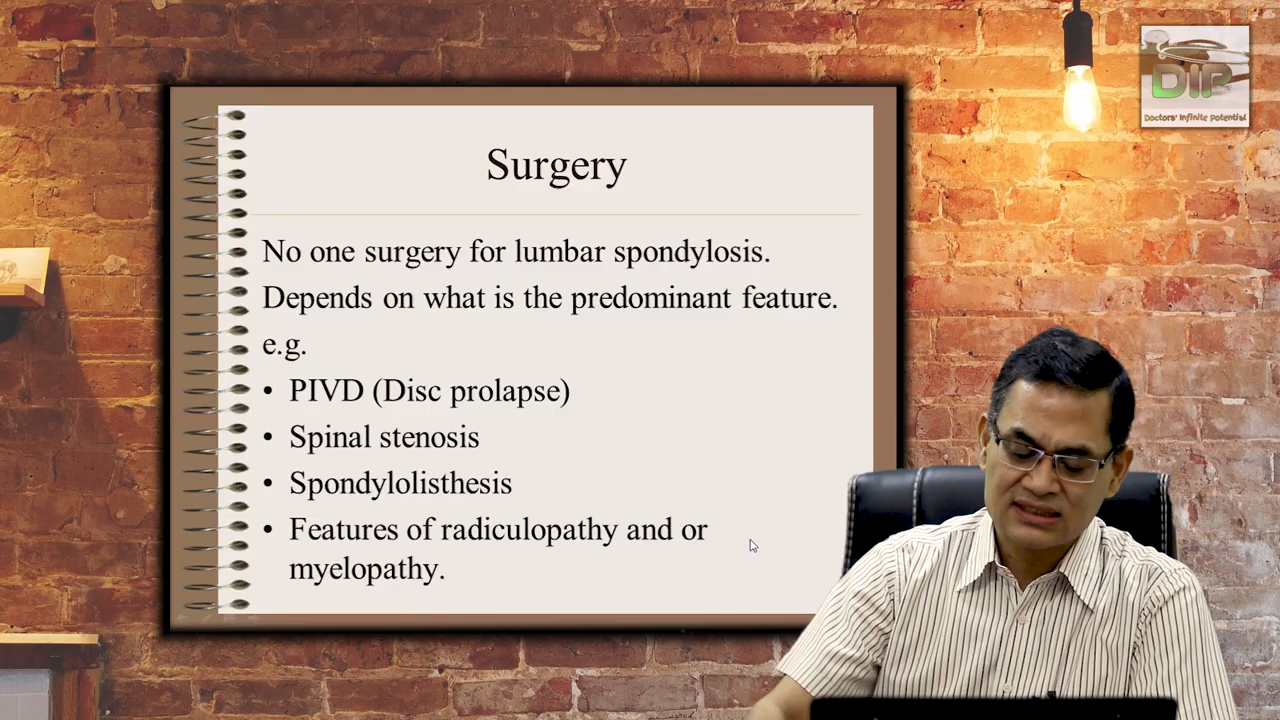 DIP
Doctors' Infinite Potential
Surgery
No one surgery for lumbar spondylosis.
Depends on what is the predominant feature.
e.g.
• PIVD (Disc prolapse)
• Spinal stenosis
• Spondylolisthesis
• Features of radiculopathy and or
myelopathy.